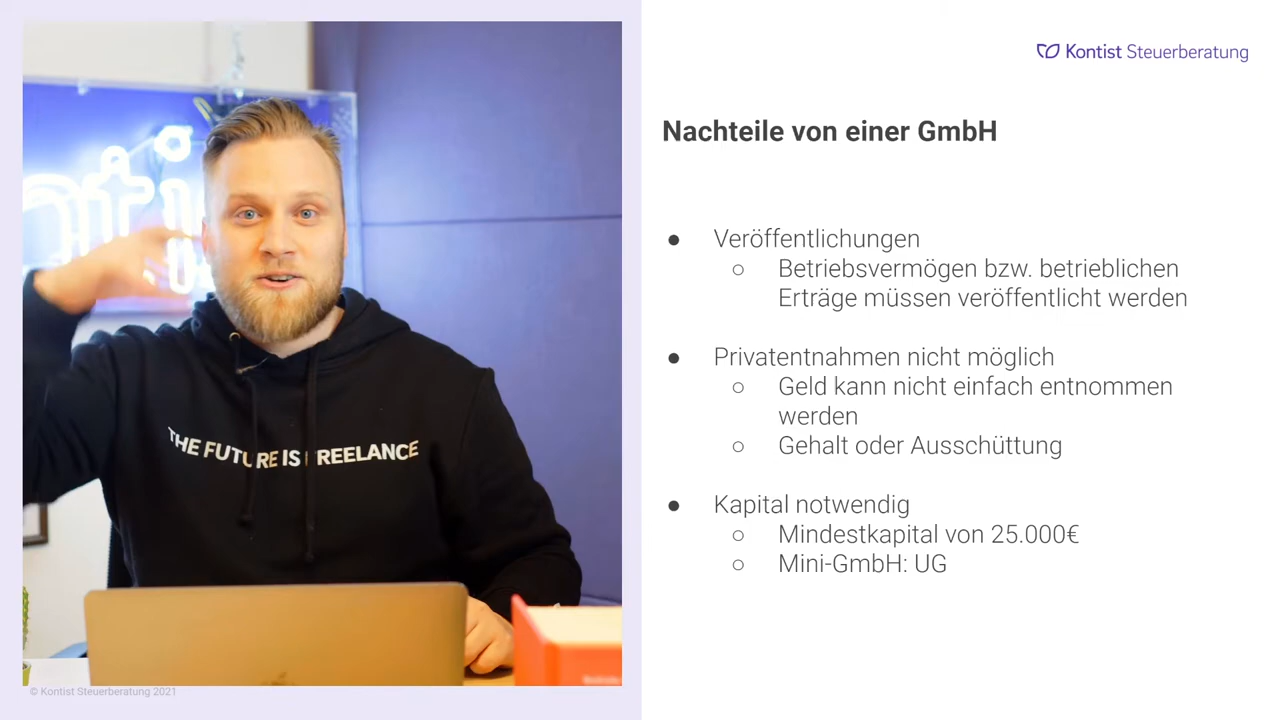 Kontist Steuerberatung
Nachteile von einer GmbH
● Veröffentlichungen
○ Betriebsvermögen bzw. betrieblichen
Erträge müssen veröffentlicht werden
● Privatentnahmen nicht möglich
○ Geld kann nicht einfach entnommen
werden
○ Gehalt oder Ausschüttung
● Kapital notwendig
○ Mindestkapital von 25.000€
○ Mini-GmbH: UG
THE FUTURE IS FREELANCE
© Kontist Steuerberatung 2021